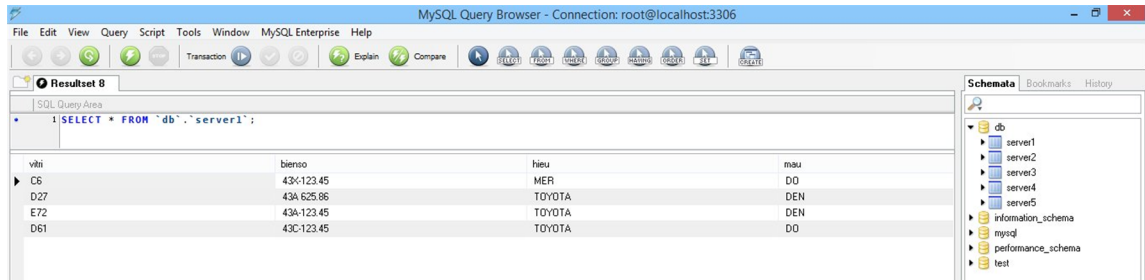 MySQL Query Browser - Connection: root@localhost:3306
File Edit View Query Script Tools Window MySQL Enterprise Help
Transaction Explain Compare SELECT FROM WHERE GROUP HAVING ORDER SET CREATE
Resultset 8
SQL Query Area
1 SELECT * FROM `db`.`server1`;
vitri bienso hieu mau
C6 43X-123.45 MER DO
D27 43A 625.86 TOYOTA DEN
E72 43A-123.45 TOYOTA DEN
D61 43C-123.45 TOYOTA DO
Schemata Bookmarks History
db
server1
server2
server3
server4
server5
information_schema
mysql
performance_schema
test